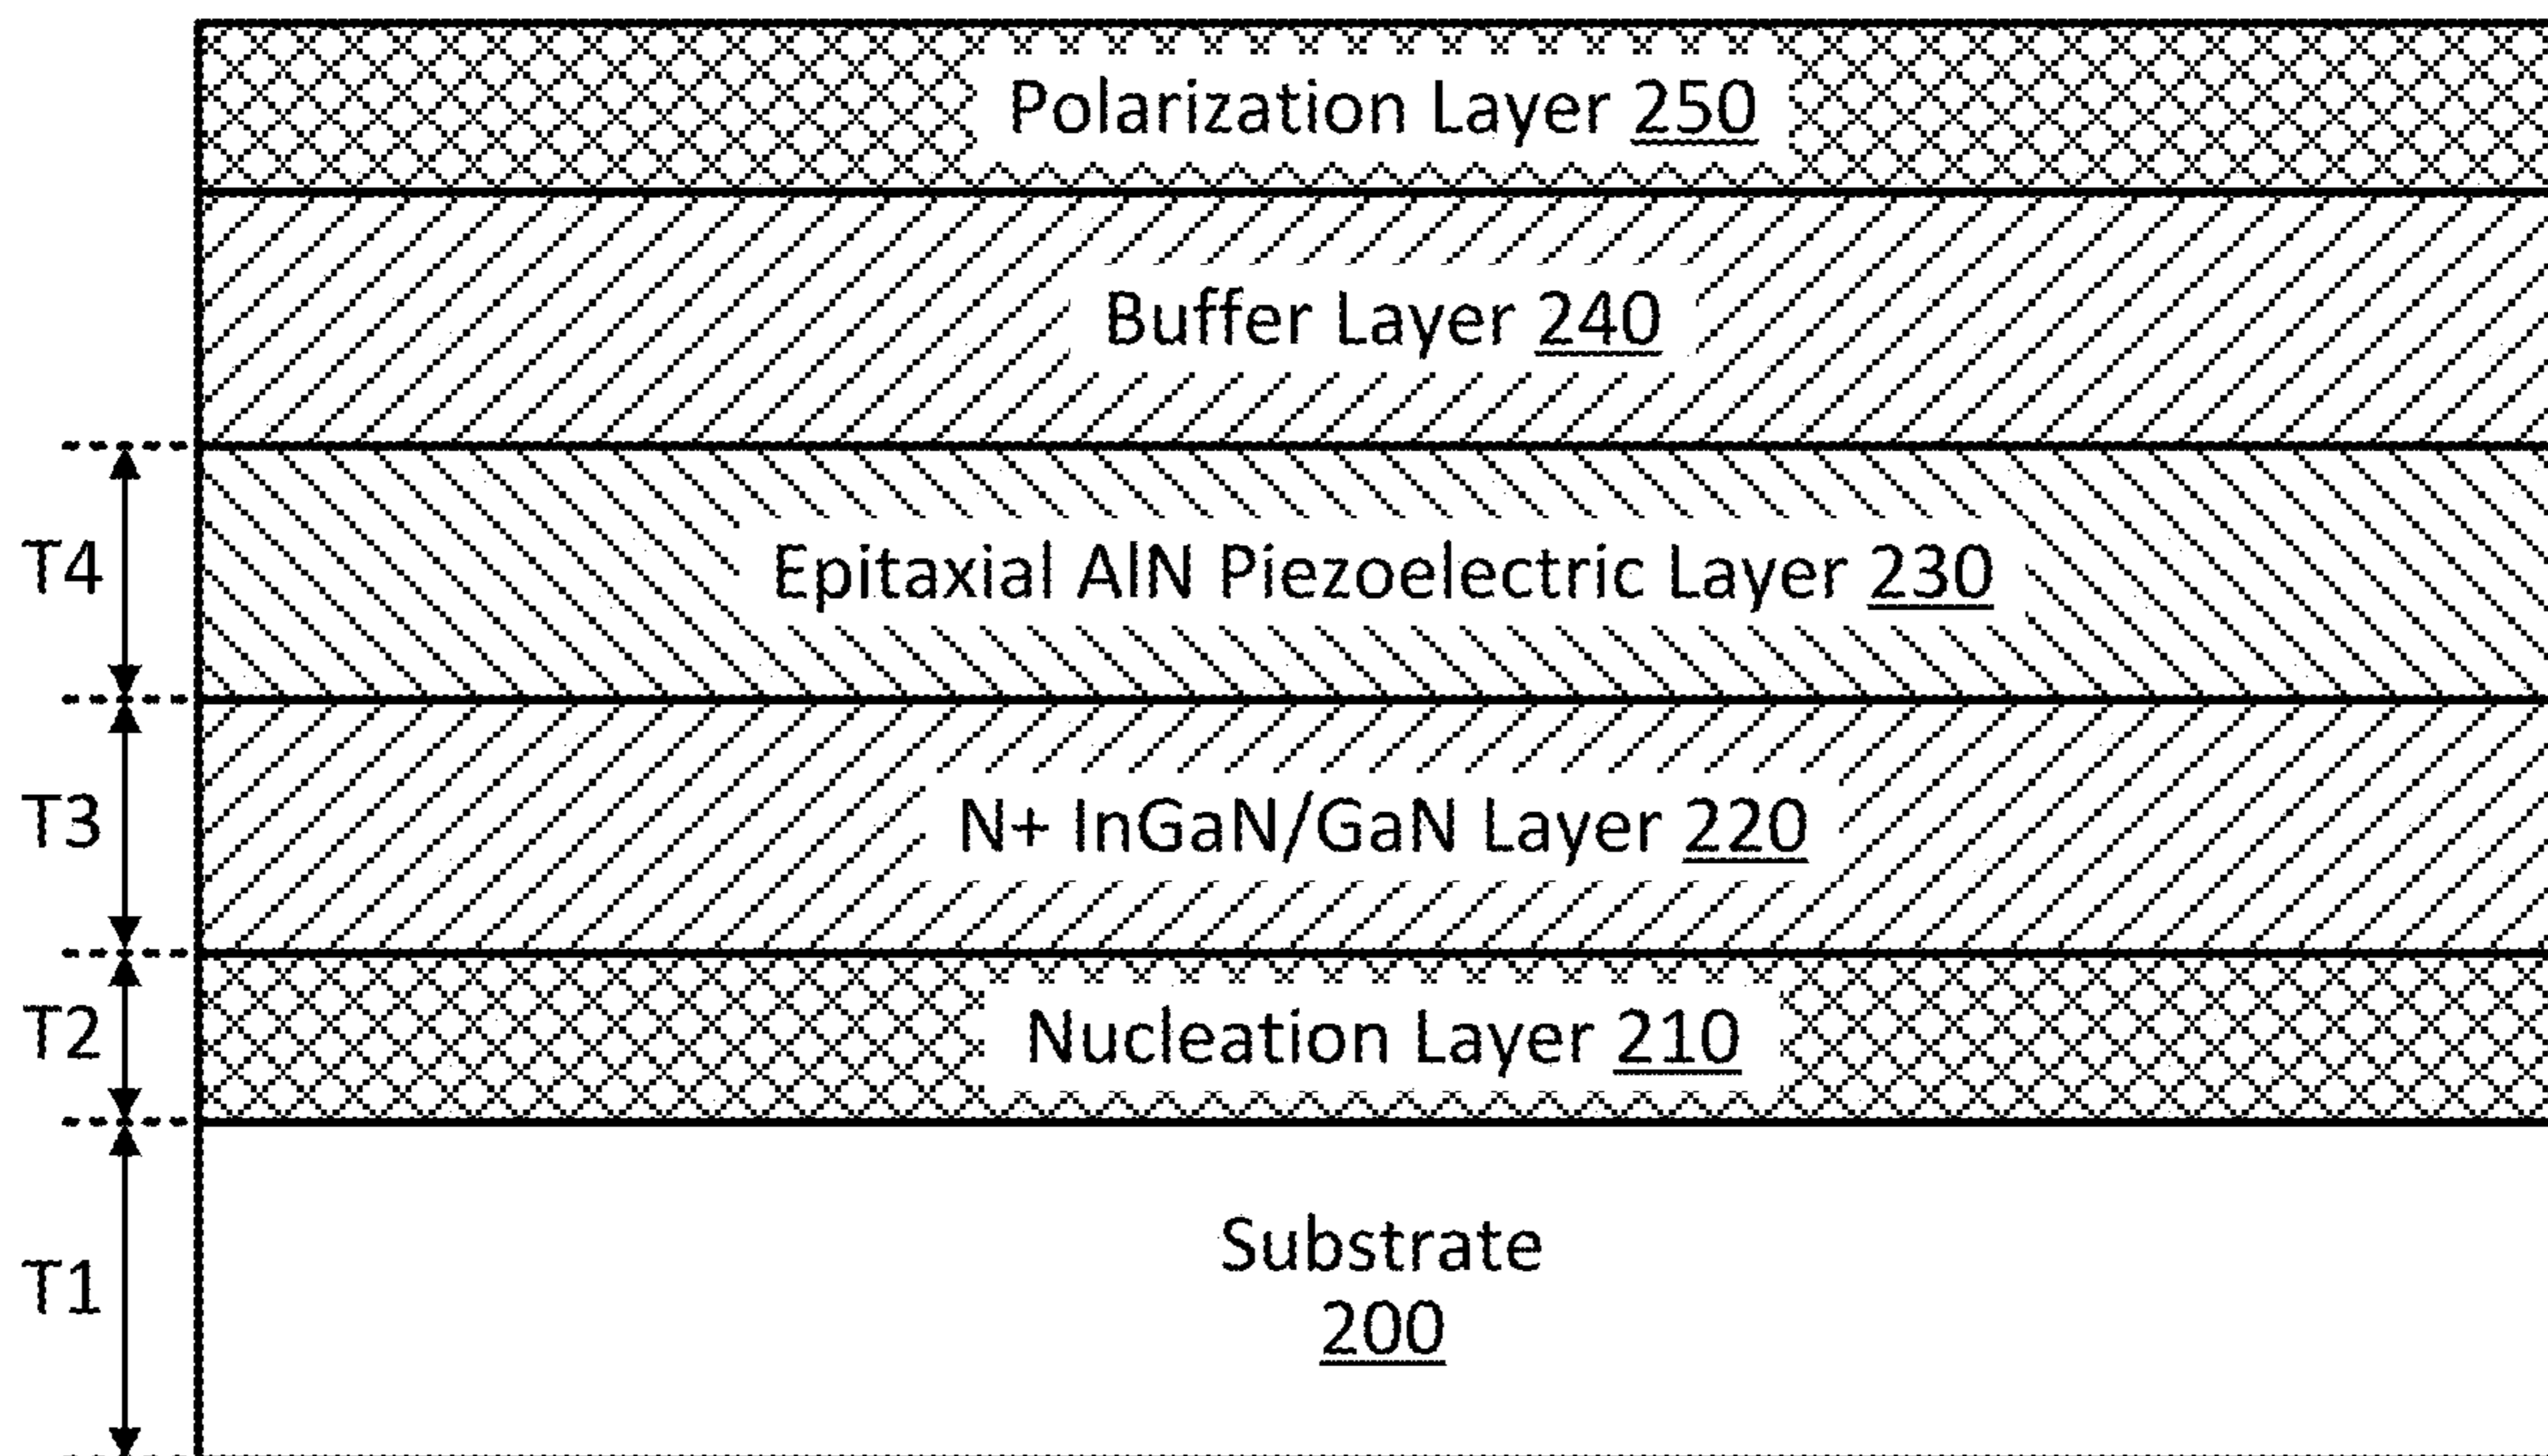 Polarization Layer 250
Buffer Layer 240
T4
Epitaxial AlN Piezoelectric Layer 230
T3
N+ InGaN/GaN Layer 220
T2
Nucleation Layer 210
T1
Substrate
200